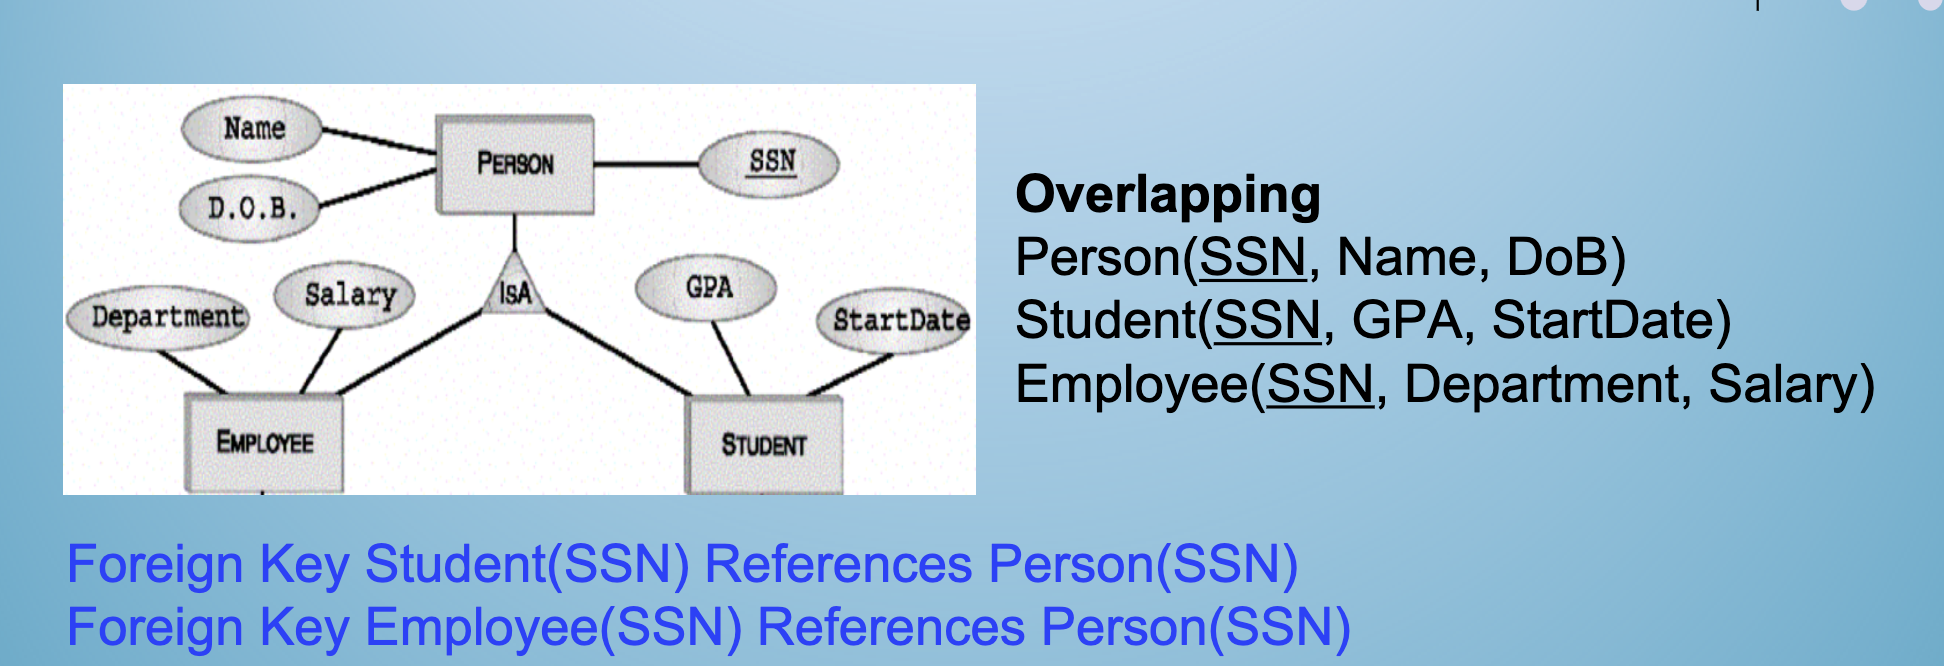 Name
PERSON
SSN
D.O.B.
Department
Salary
ISA
GPA
StartDate
EMPLOYEE
STUDENT
Overlapping
Person(SSN, Name, DoB)
Student(SSN, GPA, StartDate)
Employee(SSN, Department, Salary)
Foreign Key Student(SSN) References Person(SSN)
Foreign Key Employee(SSN) References Person(SSN)